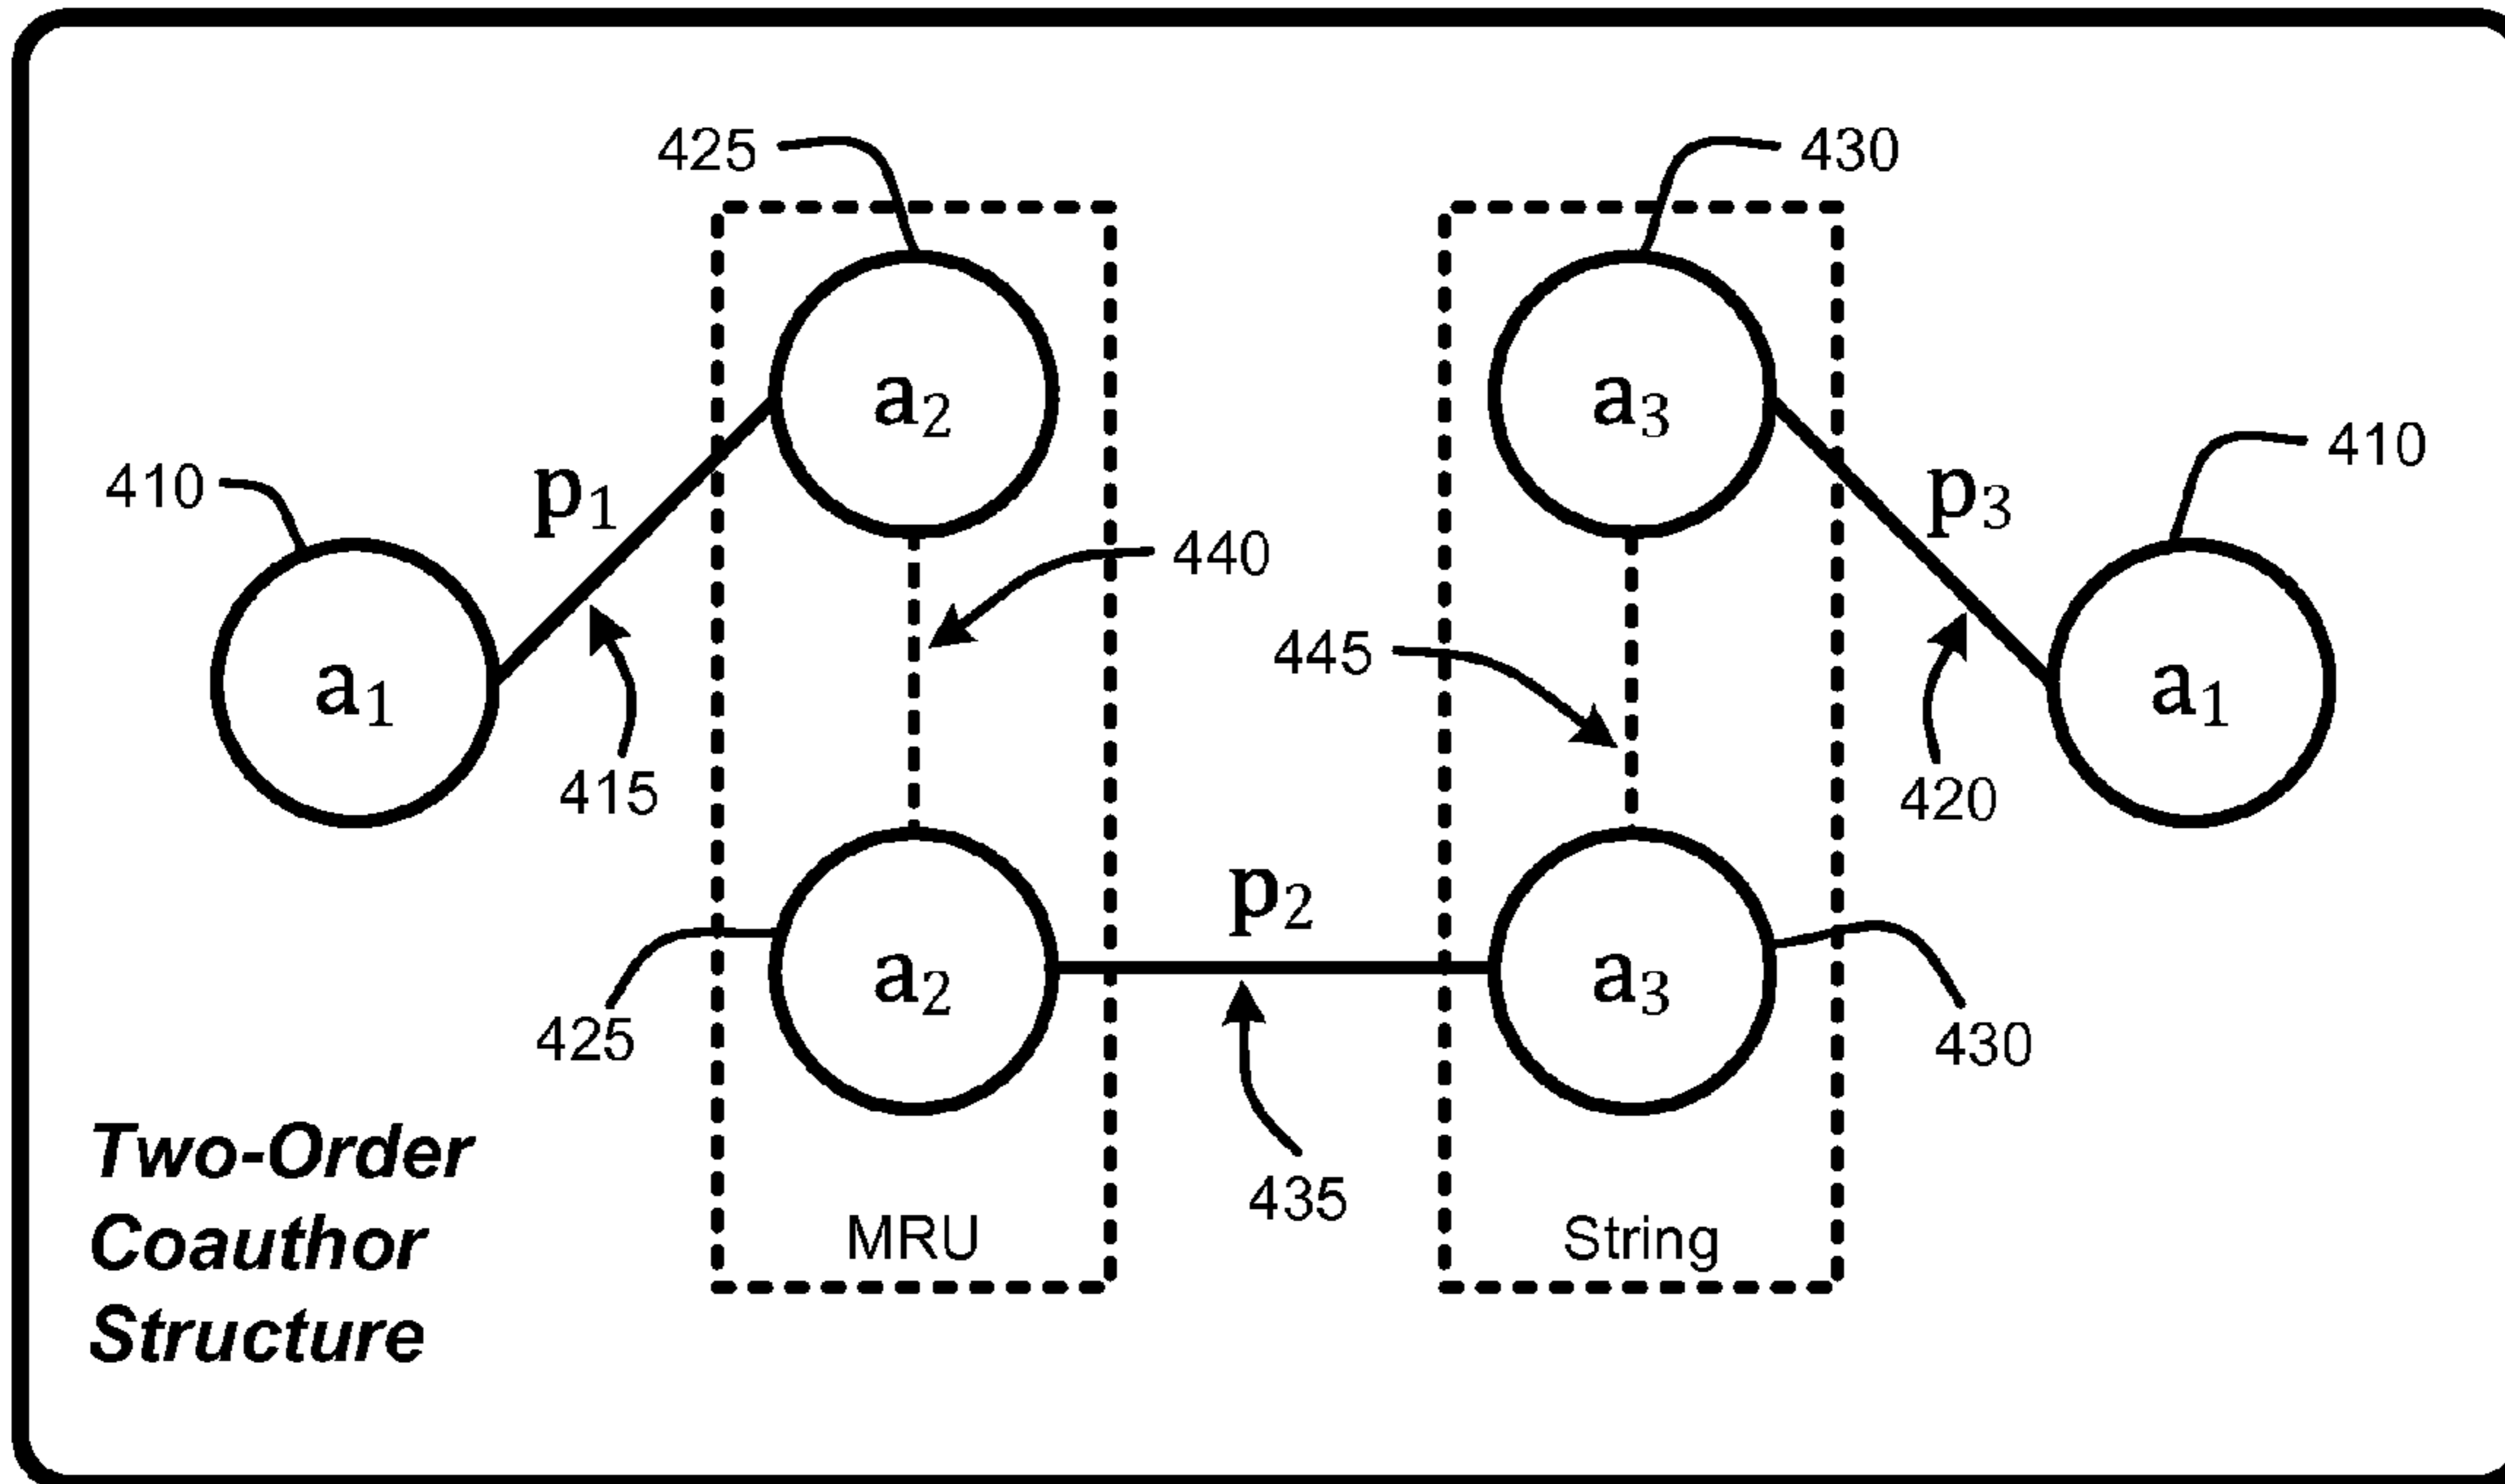 425
430
a2
a3
410
p1
p3
410
440
445
a1
a1
415
420
p2
a2
a3
425
430
435
Two-Order
Coauthor
Structure
MRU
String